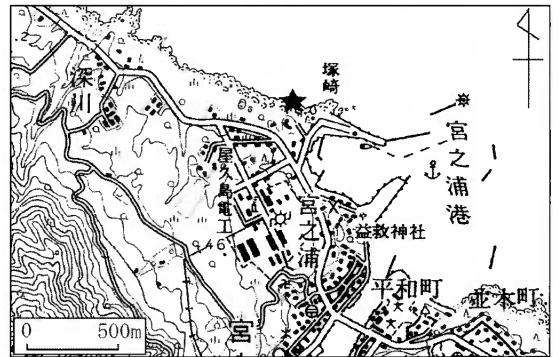 深川
塚崎
宮之浦港
屋久島電工
宮之浦
益救神社
平和町
並木町
宮
0 500m